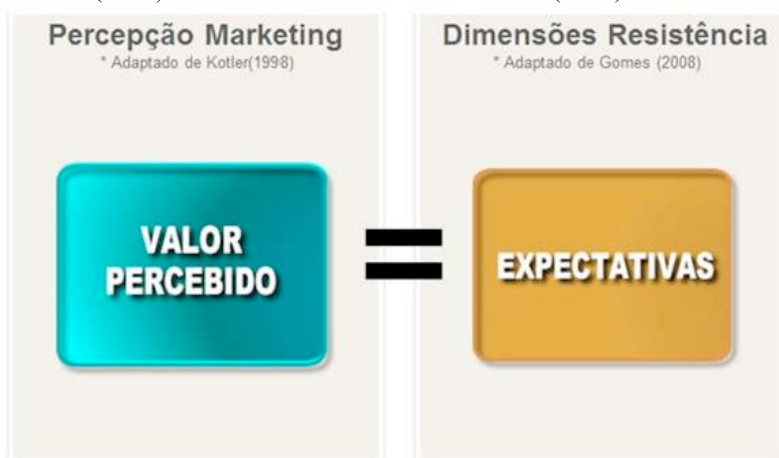 Percepção Marketing
* Adaptado de Kotler(1998)
VALOR
PERCEBIDO
=
Dimensões Resistência
* Adaptado de Gomes (2008)
EXPECTATIVAS